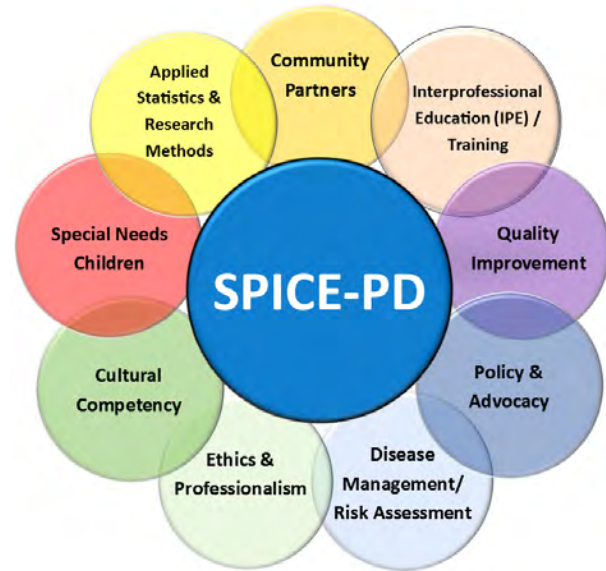 Community
Partners
Interprofessional
Education (IPE) /
Training
Quality
Improvement
Policy &
Advocacy
Disease
Management/
Risk Assessment
Ethics &
Professionalism
Cultural
Competency
Special Needs
Children
Applied
Statistics &
Research
Methods
SPICE-PD